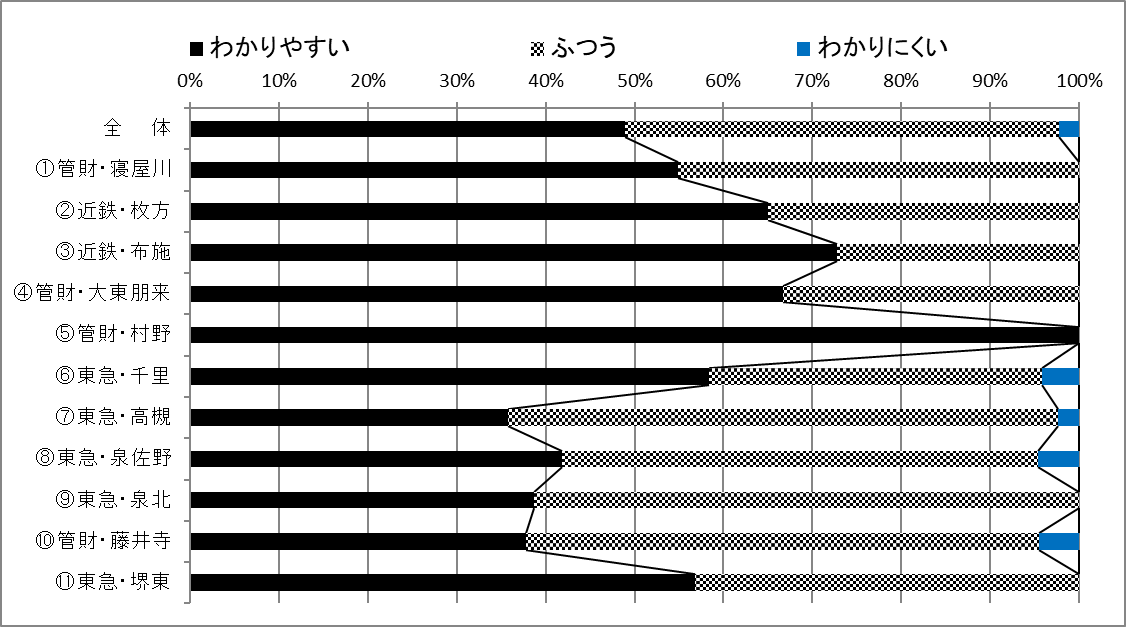 わかりやすい ふつう わかりにくい
0% 10% 20% 30% 40% 50% 60% 70% 80% 90% 100%
全 体
①管財・寝屋川
②近鉄・枚方
③近鉄・布施
④管財・大東朋来
⑤管財・村野
⑥東急・千里
⑦東急・高槻
⑧東急・泉佐野
⑨東急・泉北
⑩管財・藤井寺
⑪東急・堺東